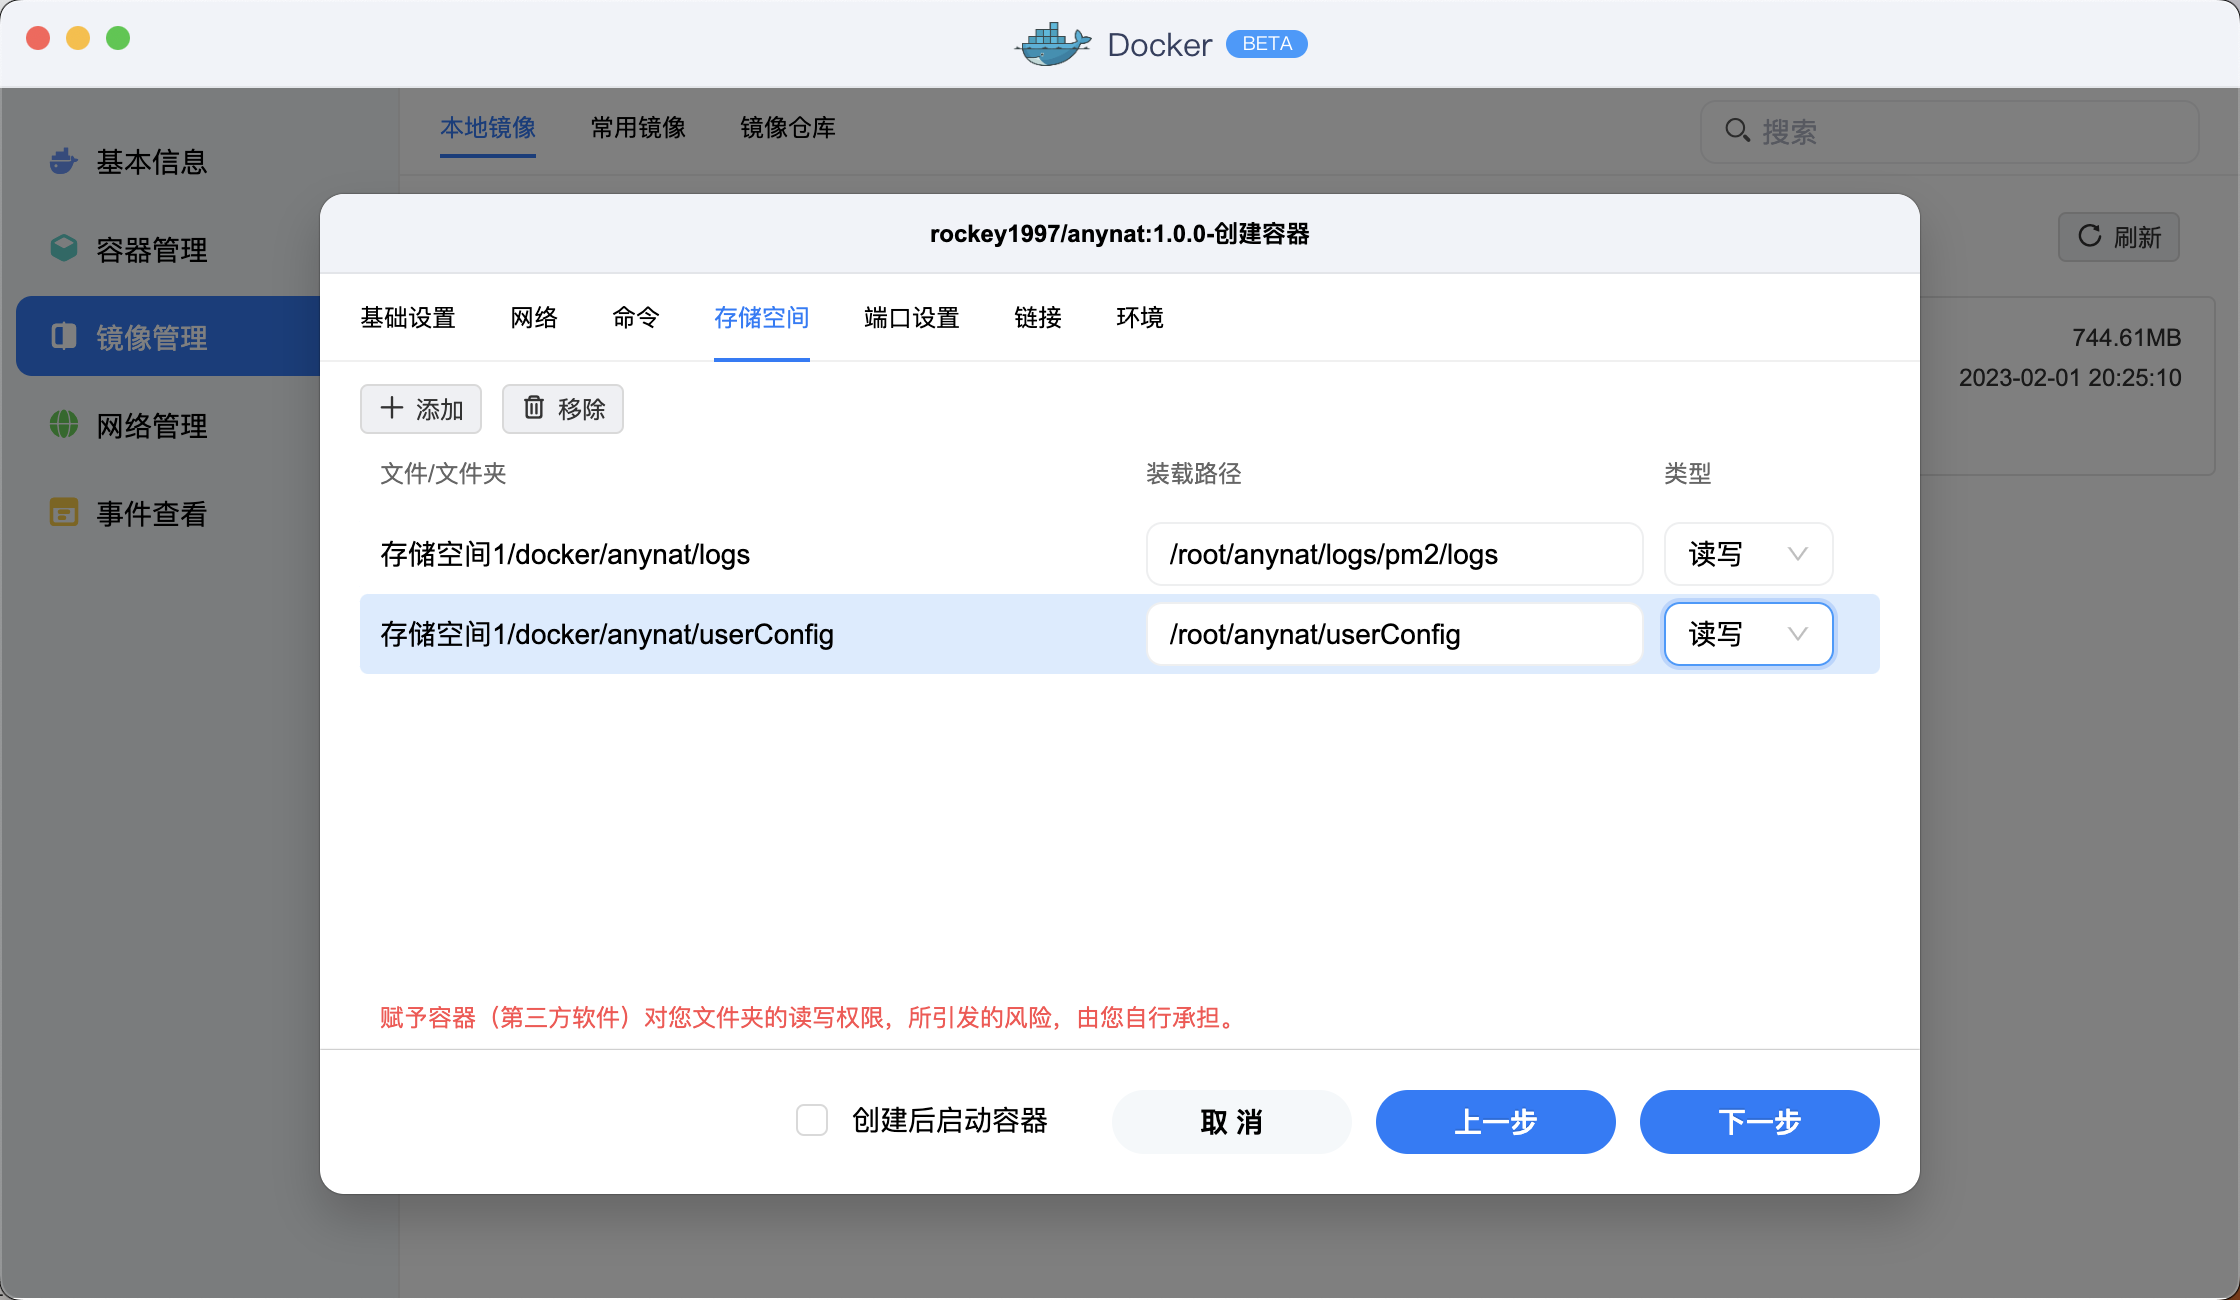 Docker BETA
基本信息
容器管理
镜像管理
网络管理
事件查看
本地镜像 常用镜像 镜像仓库
搜索
刷新
744.61MB
2023-02-01 20:25:10
rockey1997/anynat:1.0.0-创建容器
基础设置 网络 命令 存储空间 端口设置 链接 环境
添加 移除
文件/文件夹 装载路径 类型
存储空间1/docker/anynat/logs /root/anynat/logs/pm2/logs 读写
存储空间1/docker/anynat/userConfig /root/anynat/userConfig 读写
赋予容器（第三方软件）对您文件夹的读写权限，所引发的风险，由您自行承担。
创建后启动容器 取 消 上一步 下一步